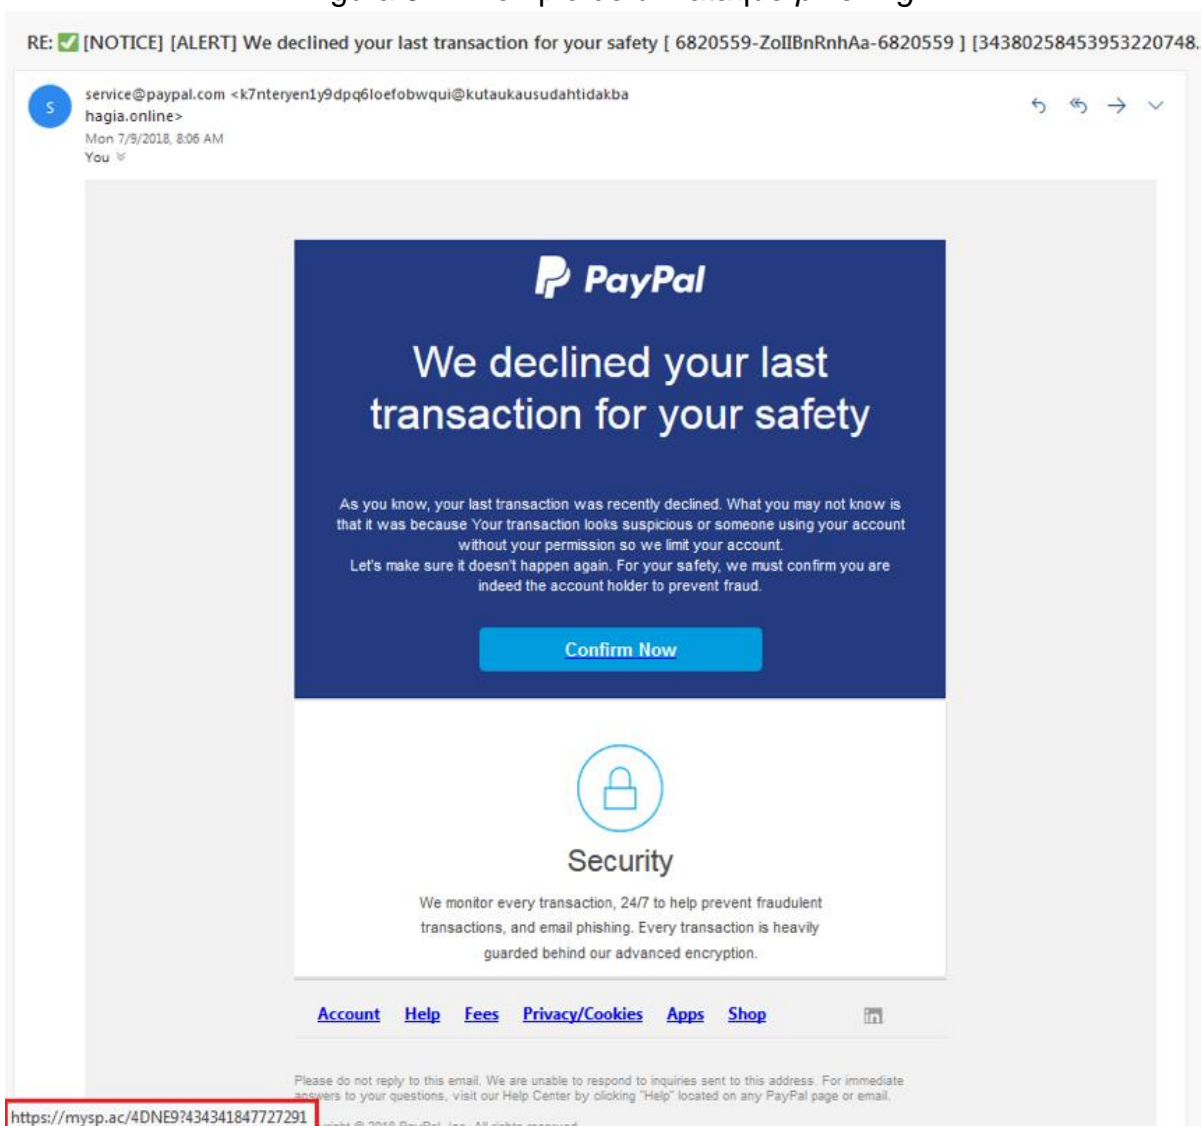 RE: ✅ [NOTICE] [ALERT] We declined your last transaction for your safety [ 6820559-ZoIIBnRnhAa-6820559 ] [34380258453953220748...
S
service@paypal.com <k7nteryen1y9dpq6loefobwqui@kutaukausudahtidakba
hagia.online>
Mon 7/9/2018, 8:06 AM
You
PayPal
We declined your last
transaction for your safety
As you know, your last transaction was recently declined. What you may not know is
that it was because Your transaction looks suspicious or someone using your account
without your permission so we limit your account.
Let's make sure it doesn't happen again. For your safety, we must confirm you are
indeed the account holder to prevent fraud.
Confirm Now
Security
We monitor every transaction, 24/7 to help prevent fraudulent
transactions, and email phishing. Every transaction is heavily
guarded behind our advanced encryption.
Account Help Fees Privacy/Cookies Apps Shop in
Please do not reply to this email. We are unable to respond to inquiries sent to this address. For immediate
answers to your questions, visit our Help Center by clicking "Help" located on any PayPal page or email.
https://mysp.ac/4DNE9?434341847727291